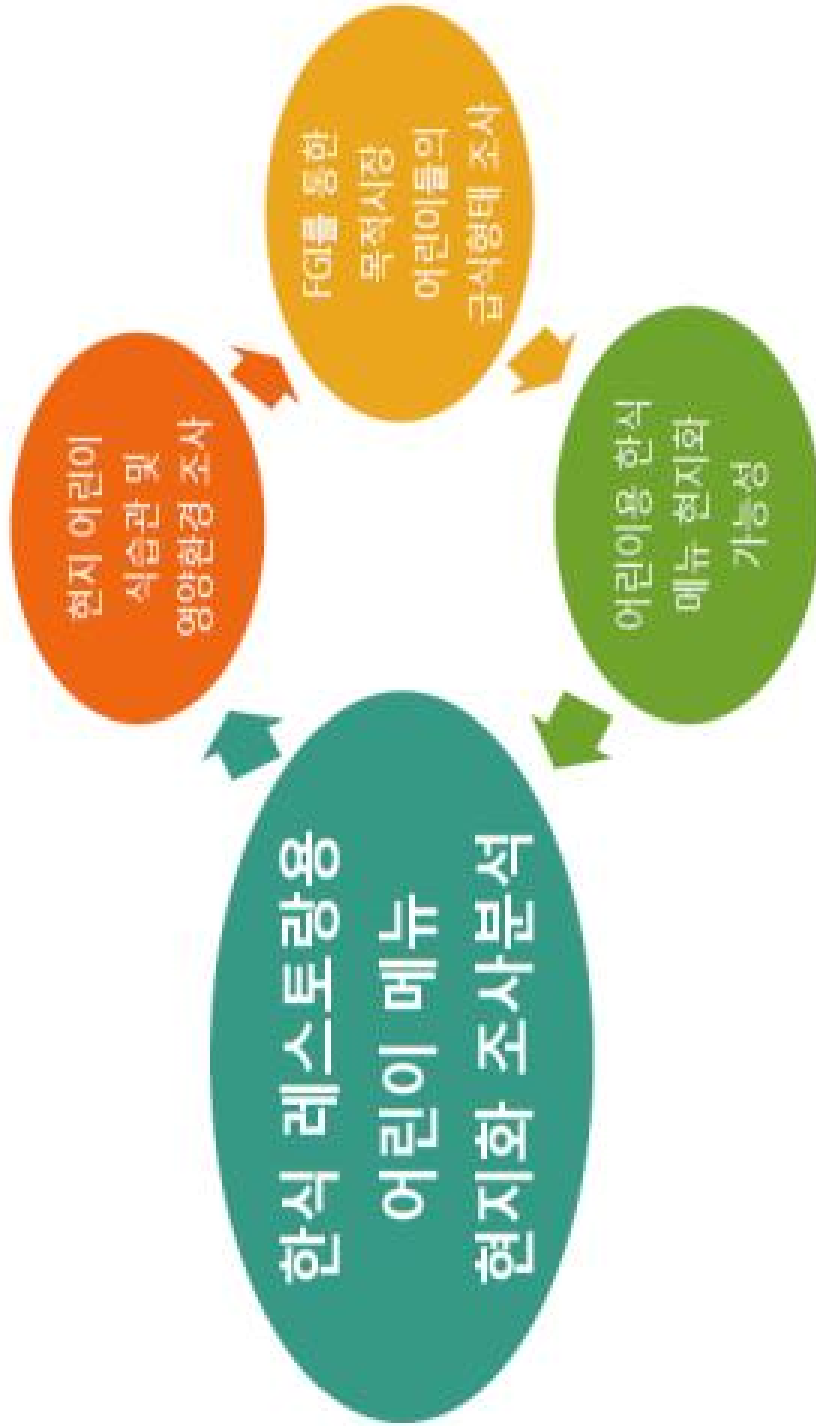 한식 레스토랑용
어린이 메뉴
현지화 조사분석
현지 어린이
식습관 및
영양환경 조사
FGI를 통한
목적시장
어린이들의
급식형태 조사
어린이용 한식
메뉴 현지화
가능성